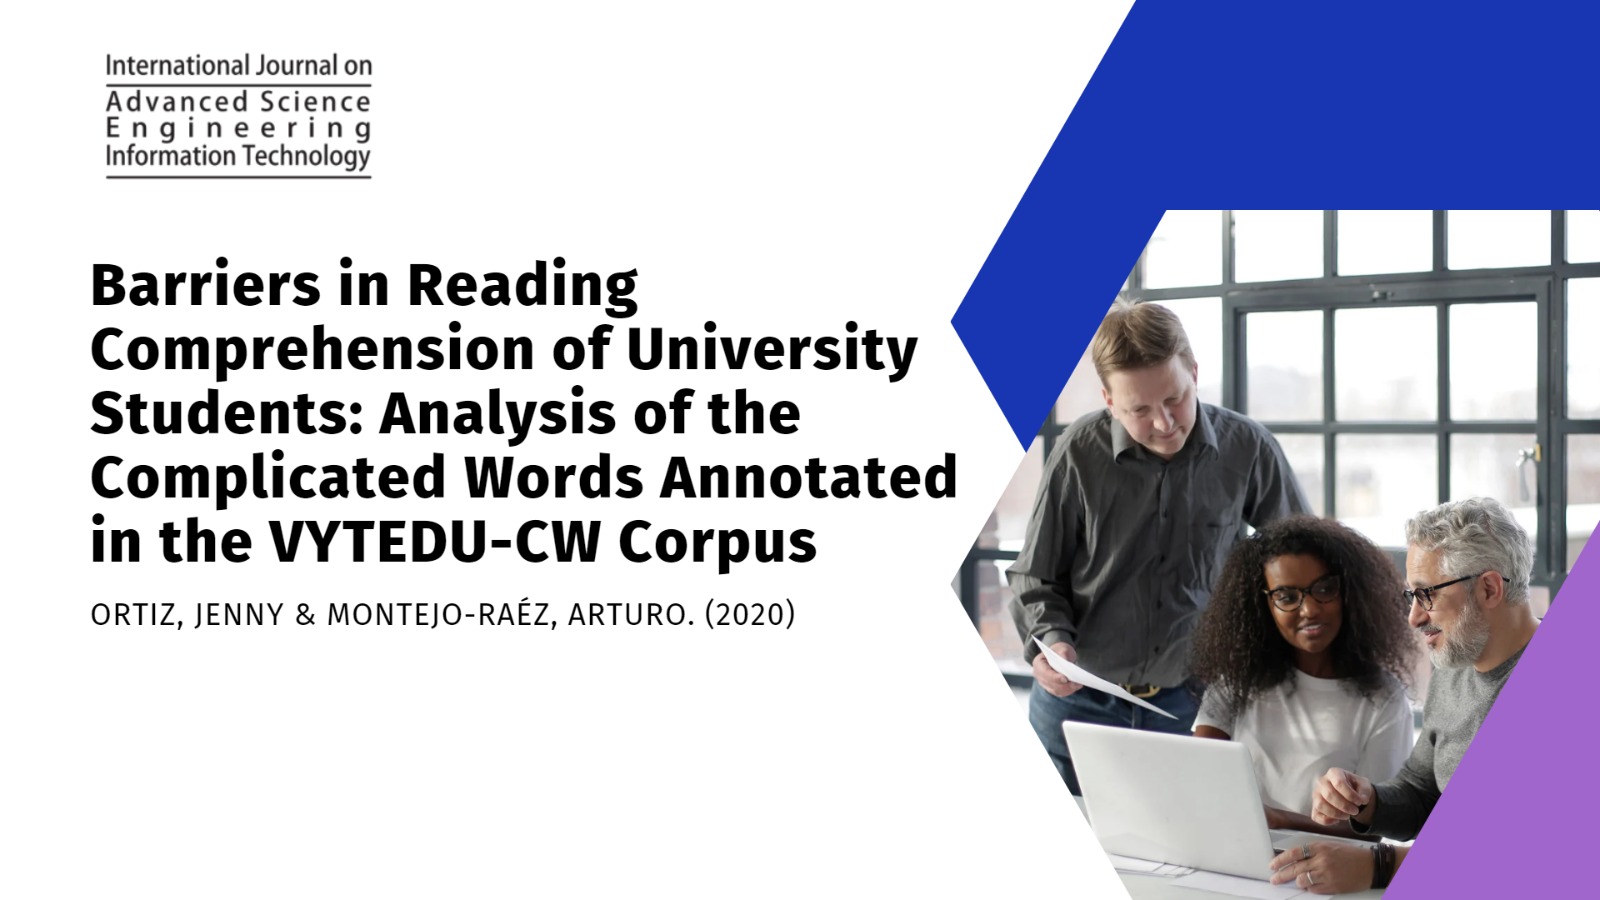 International Journal on
Advanced Science
Engineering
Information Technology
Barriers in Reading
Comprehension of University
Students: Analysis of the
Complicated Words Annotated
in the VYTEDU-CW Corpus
ORTIZ, JENNY & MONTEJO-RAÉZ, ARTURO. (2020)